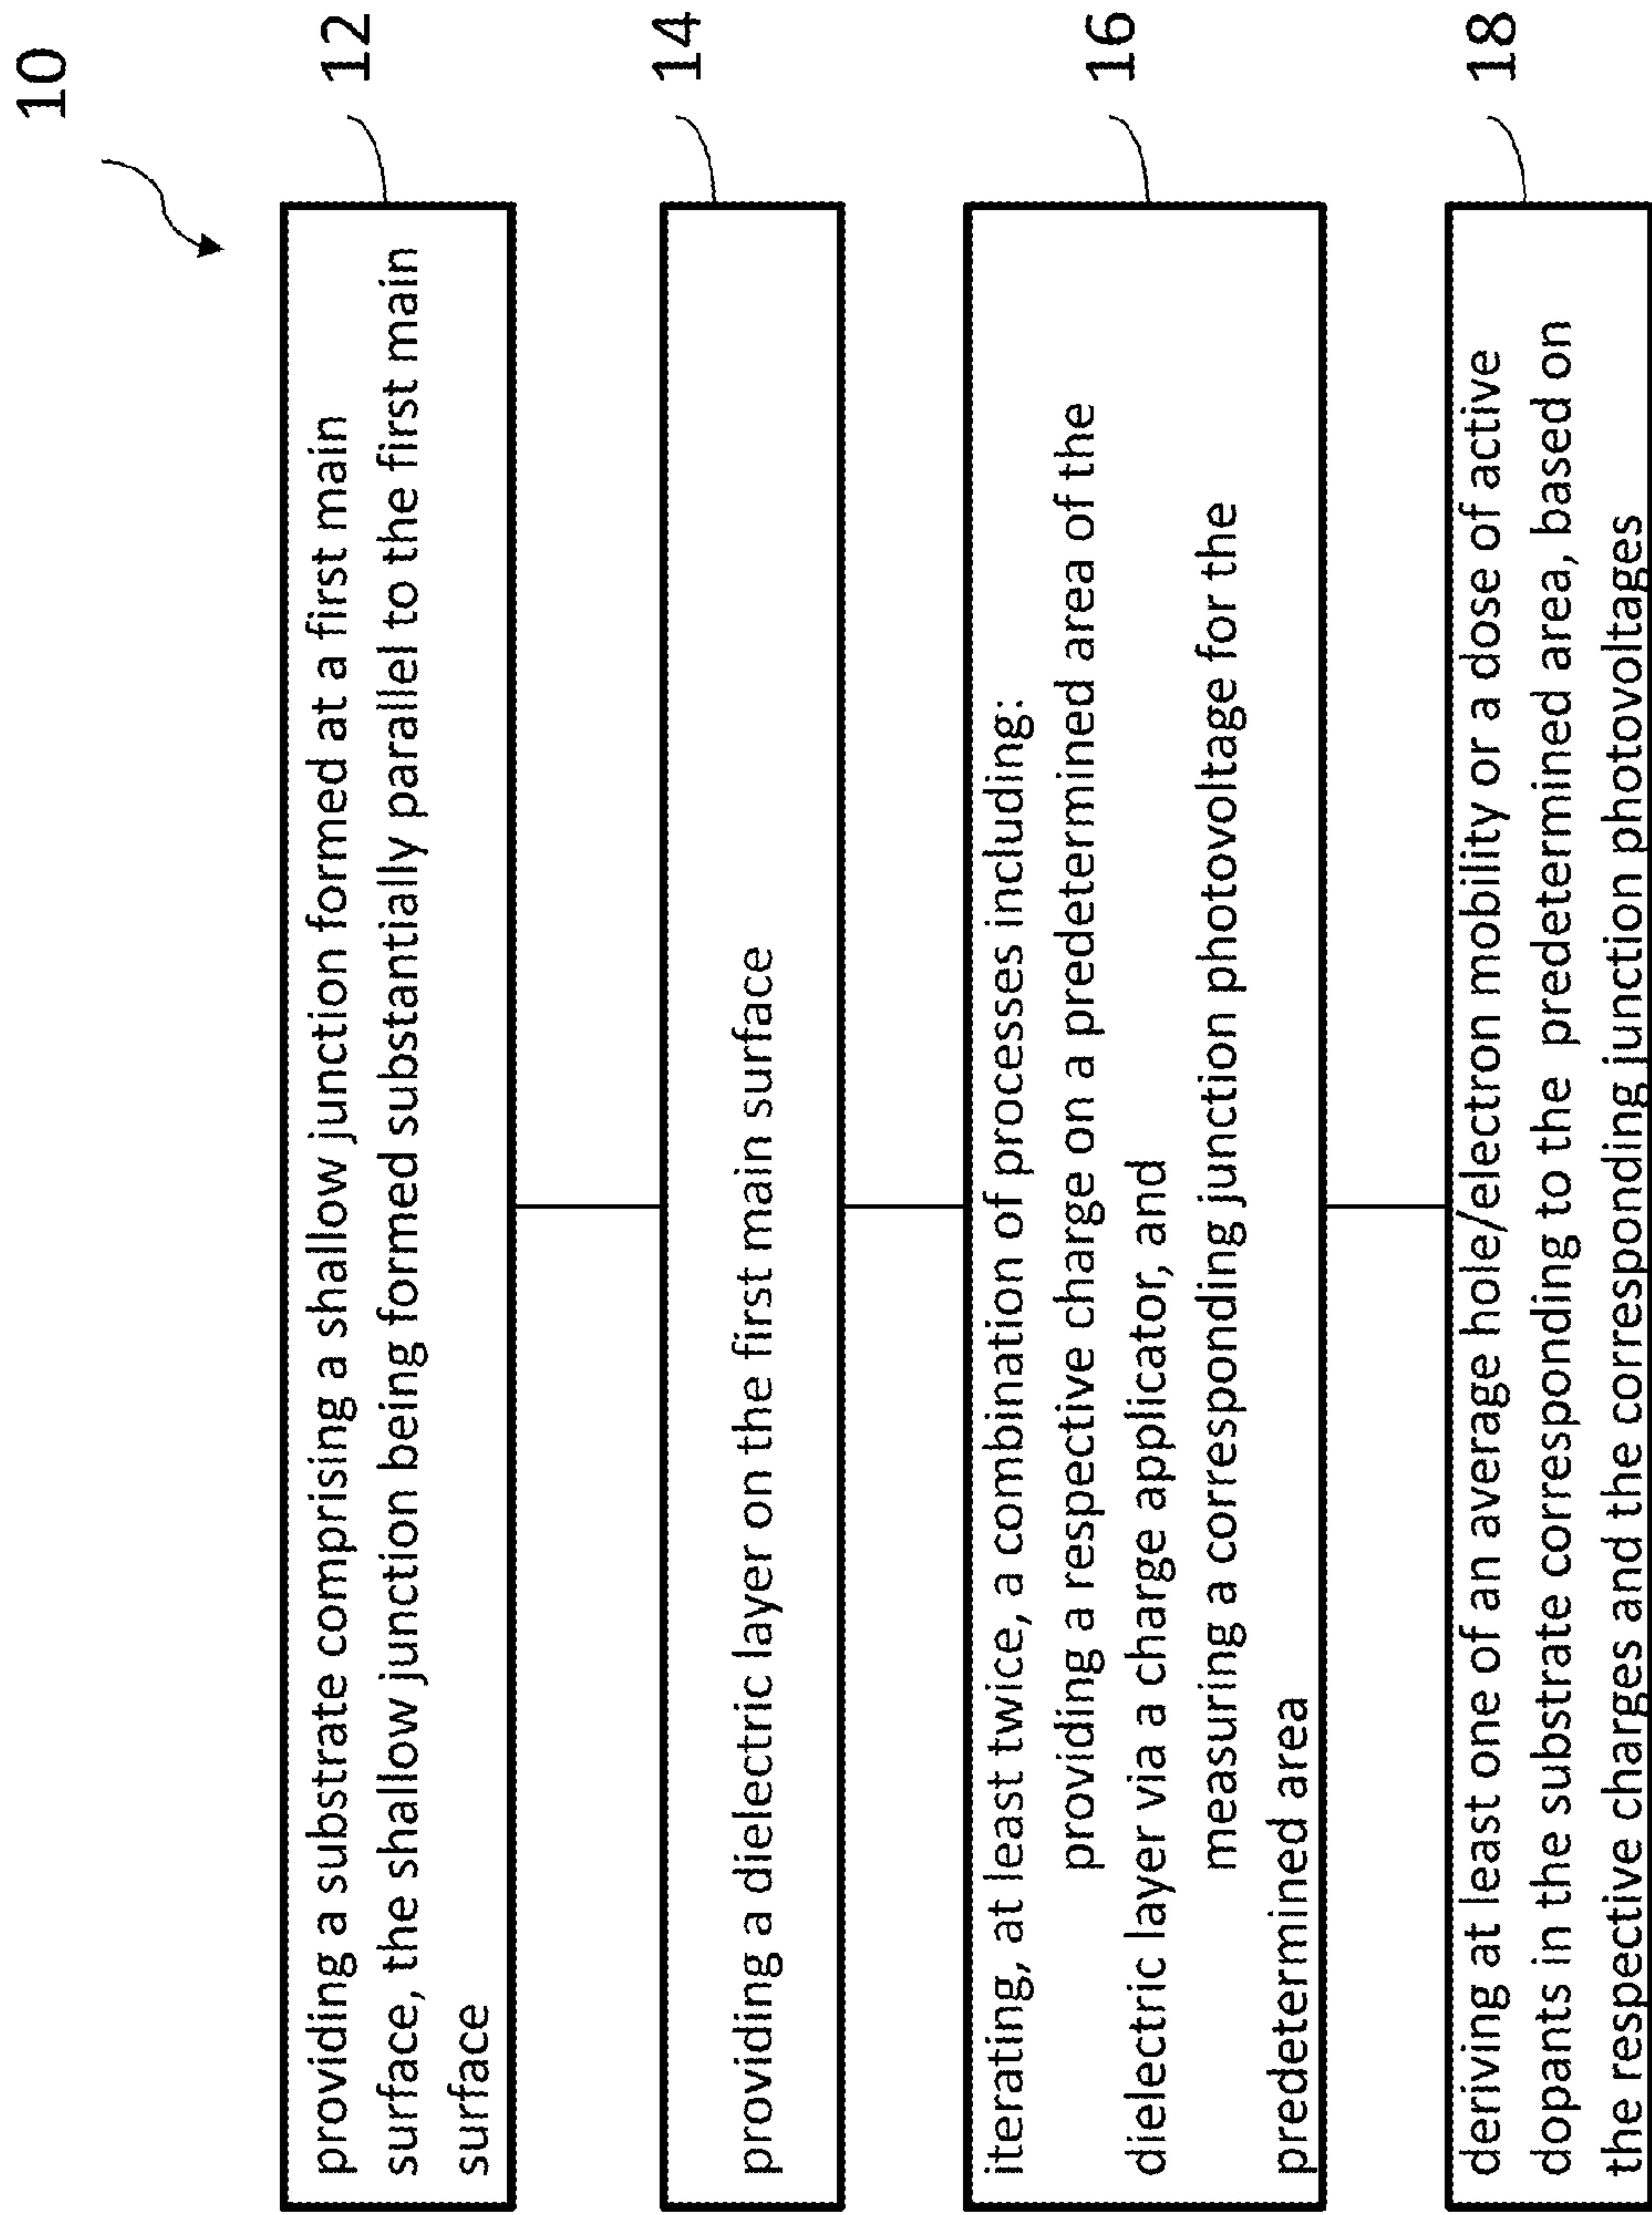 10
providing a substrate comprising a shallow junction formed at a first main
surface, the shallow junction being formed substantially parallel to the first main
surface
12
providing a dielectric layer on the first main surface
14
iterating, at least twice, a combination of processes including:
providing a respective charge on a predetermined area of the
dielectric layer via a charge applicator, and
measuring a corresponding junction photovoltage for the
predetermined area
16
deriving at least one of an average hole/electron mobility or a dose of active
dopants in the substrate corresponding to the predetermined area, based on
the respective charges and the corresponding junction photovoltages
18